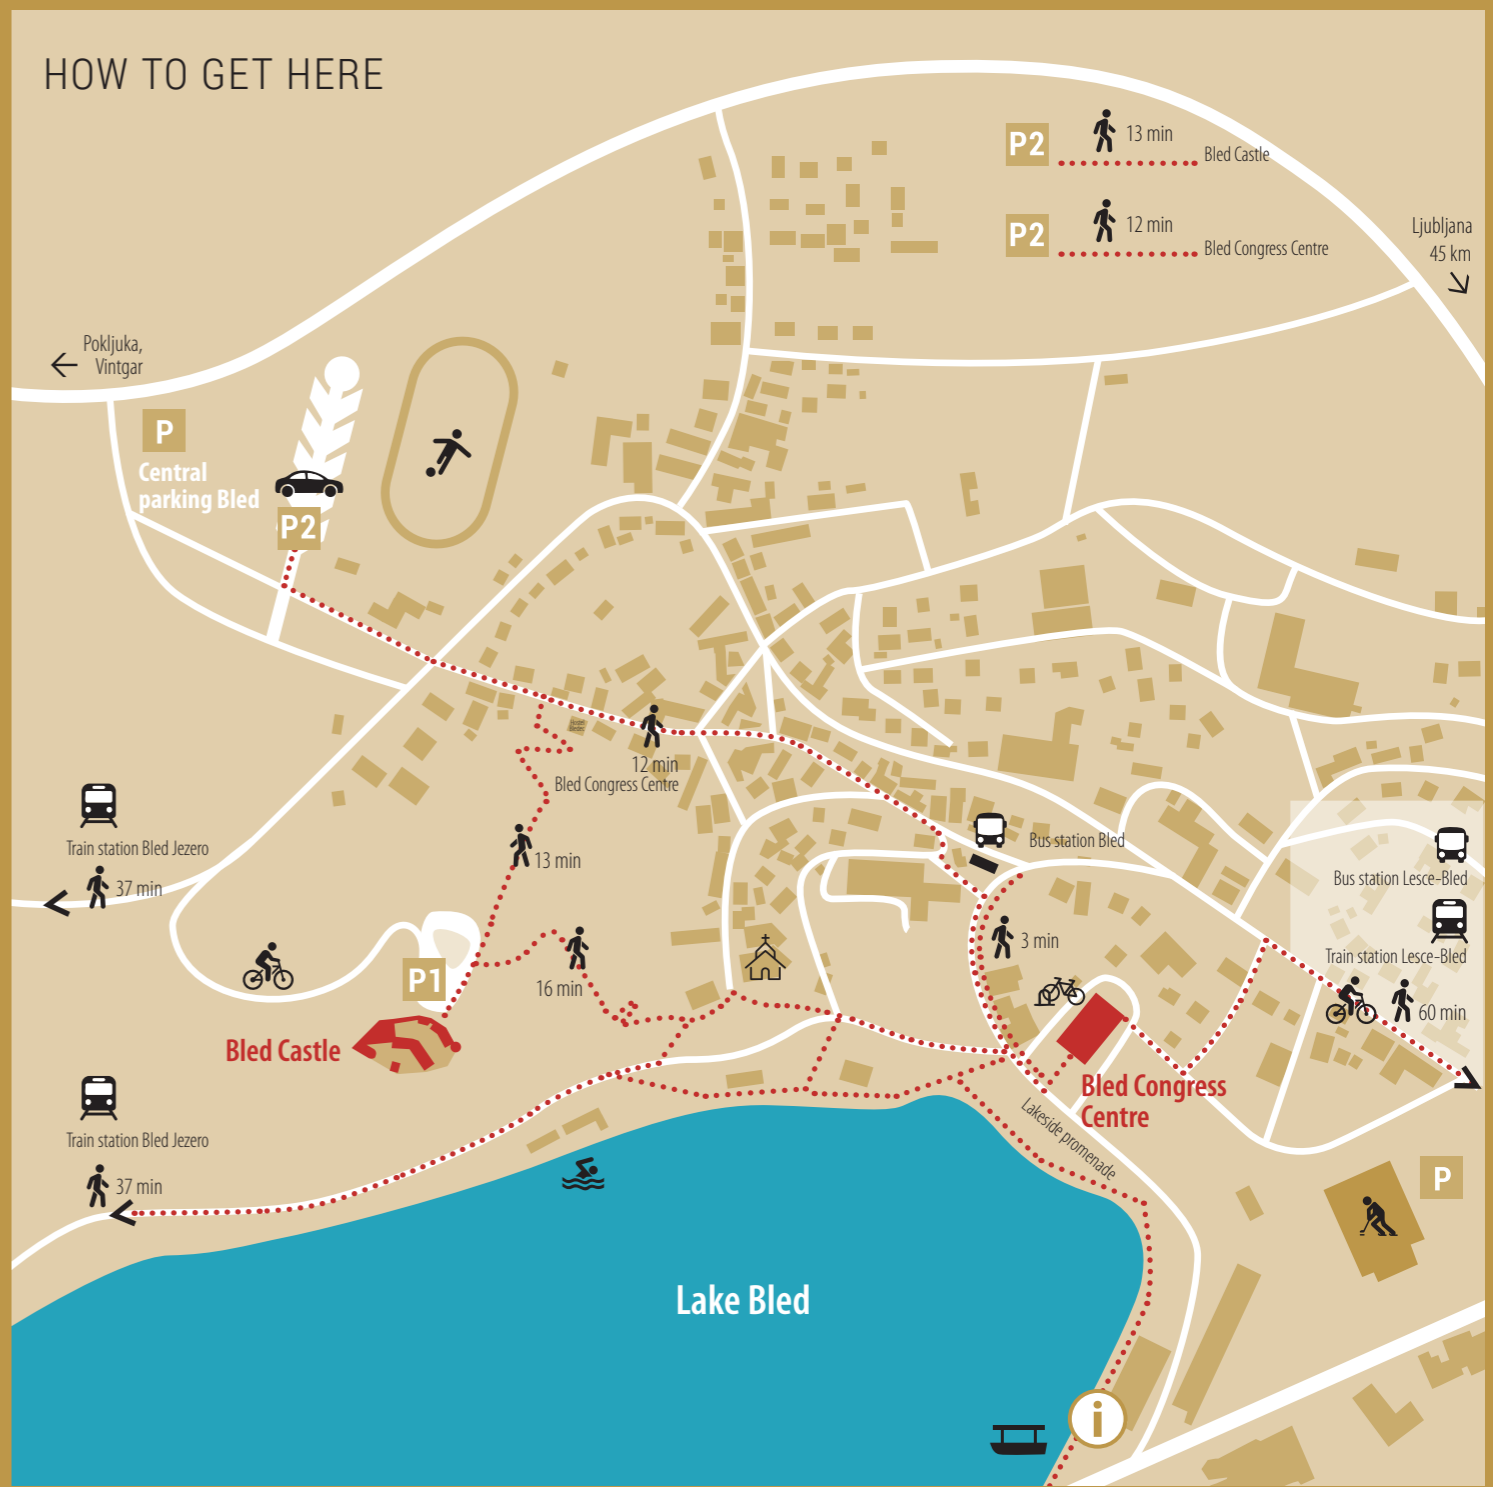 HOW TO GET HERE
P2
13 min
Bled Castle
P2
12 min
Bled Congress Centre
Ljubljana
45 km
Pokljuka,
Vintgar
P
Central
parking Bled
P2
12 min
Bled Congress Centre
Train station Bled Jezero
37 min
13 min
Bus station Bled
Bus station Lesce-Bled
Train station Lesce-Bled
60 min
3 min
P1
16 min
Bled Castle
Bled Congress
Centre
Lakeside promenade
Train station Bled Jezero
37 min
P
Lake Bled
i